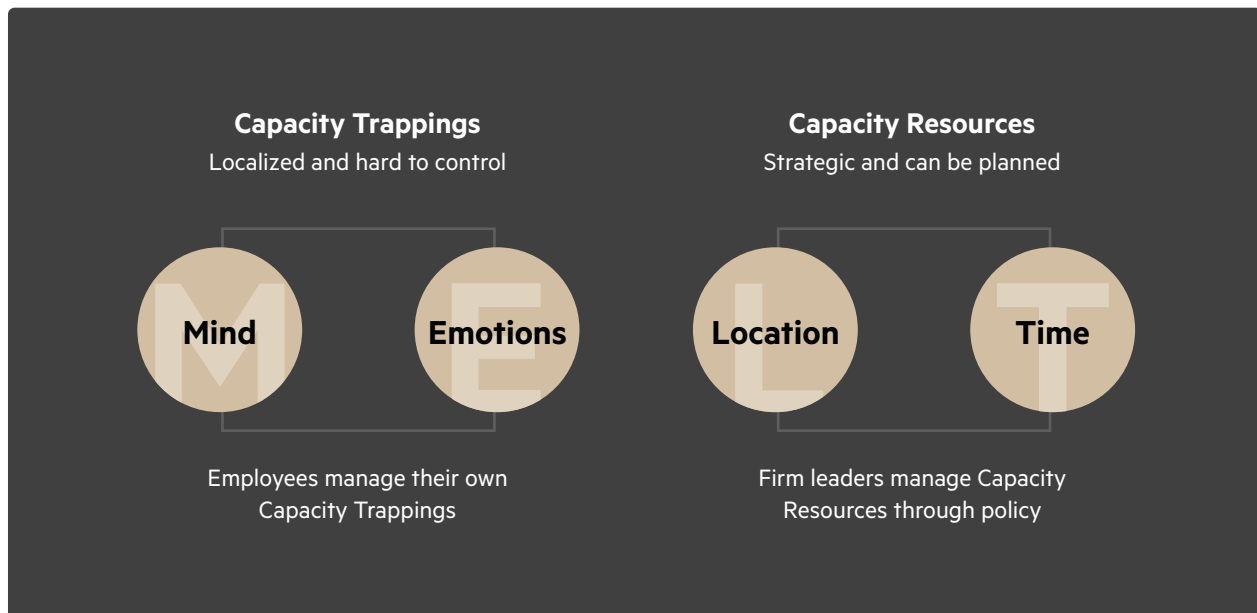 Capacity Trappings
Localized and hard to control
M
Mind
E
Emotions
Employees manage their own
Capacity Trappings
Capacity Resources
Strategic and can be planned
L
Location
T
Time
Firm leaders manage Capacity
Resources through policy